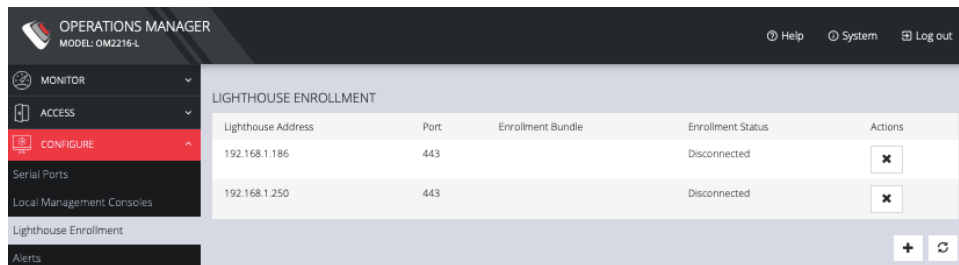 OPERATIONS MANAGER
MODEL: OM2216-L
Help
System
Log out
MONITOR
ACCESS
CONFIGURE
Serial Ports
Local Management Consoles
Lighthouse Enrollment
Alerts
LIGHTHOUSE ENROLLMENT
Lighthouse Address Port Enrollment Bundle Enrollment Status Actions
192.168.1.186 443 Disconnected
192.168.1.250 443 Disconnected